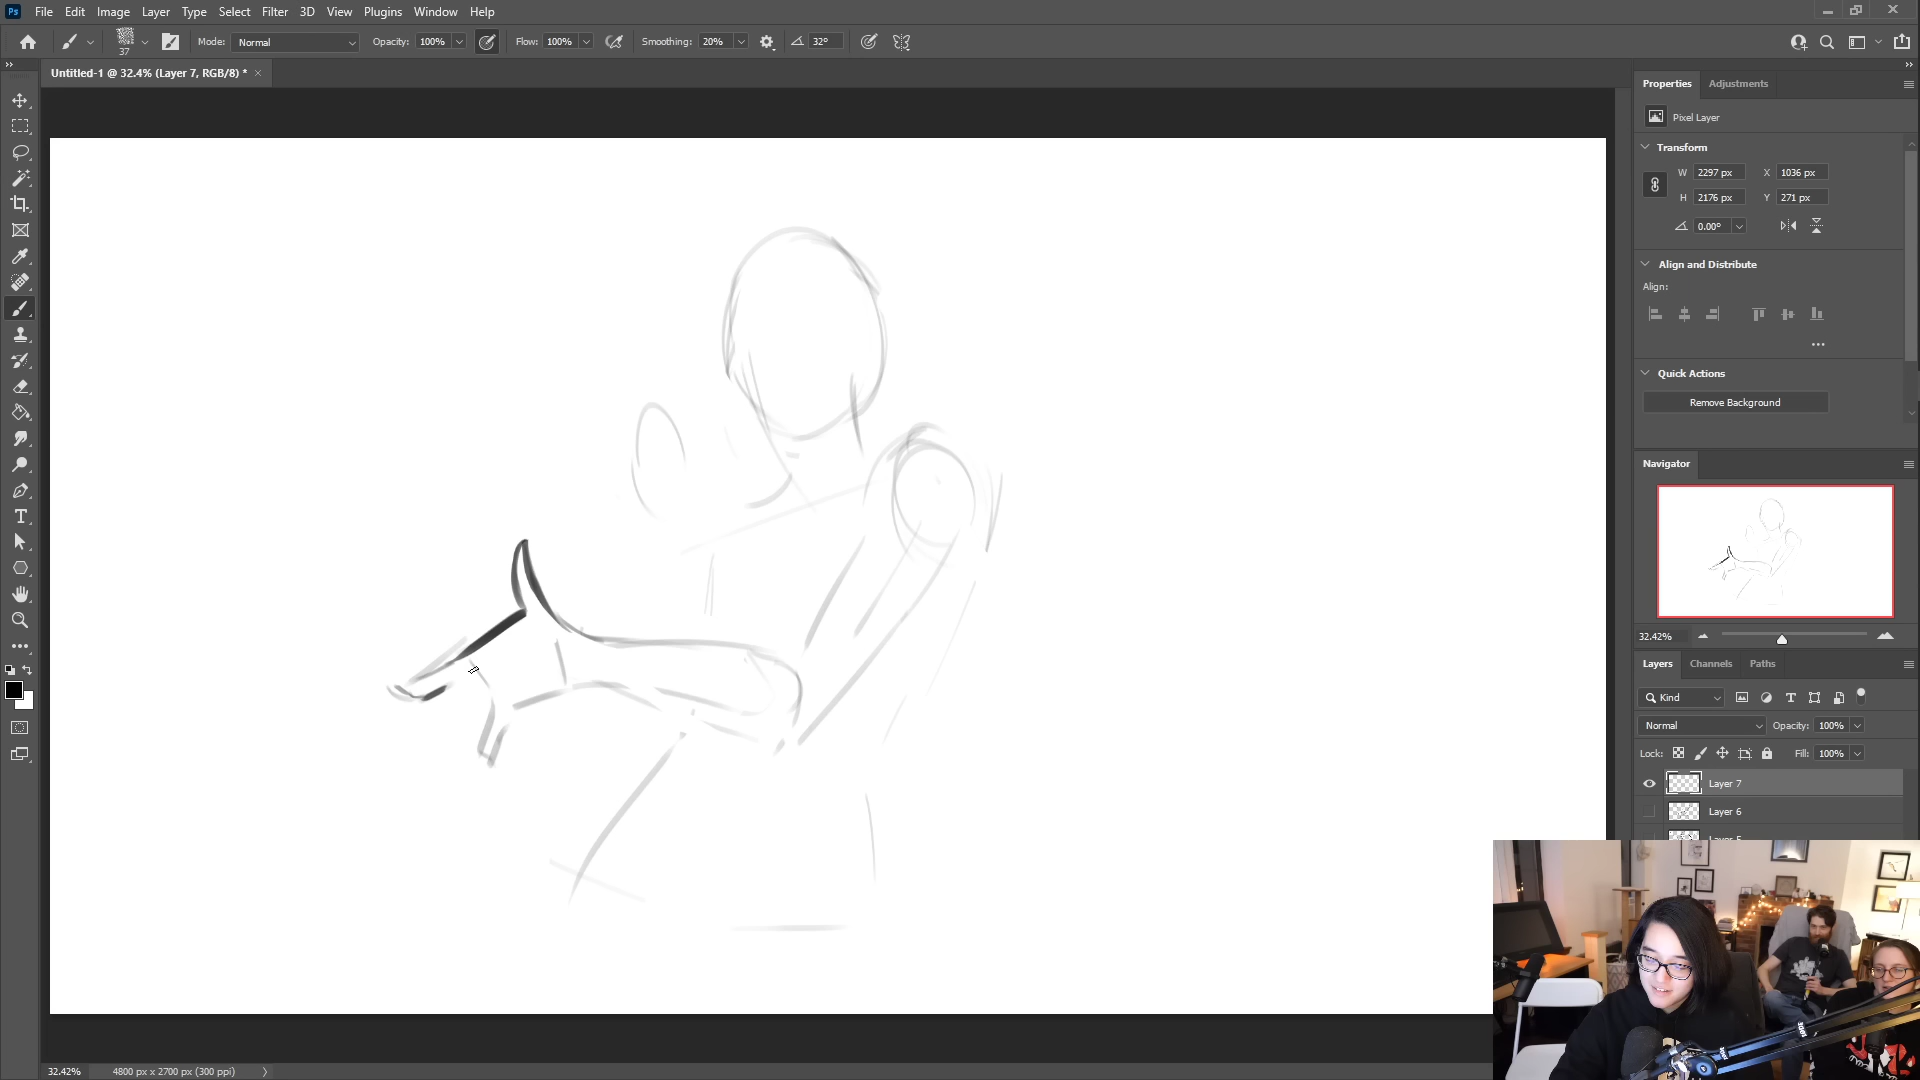 Ps File Edit Image Layer Type Select Filter 3D View Plugins Window Help
37 Mode: Normal Opacity: 100% Flow: 100% Smoothing: 20% 32°
Untitled-1 @ 32.4% (Layer 7, RGB/8) * ×
Properties Adjustments
Pixel Layer
Transform
W 2297 px X 1036 px
H 2176 px Y 271 px
0.00°
Align and Distribute
Align:
Quick Actions
Remove Background
Navigator
32.42%
Layers Channels Paths
Kind
Normal Opacity: 100%
Lock: Fill: 100%
Layer 7
Layer 6
32.42% 4800 px x 2700 px (300 ppi)